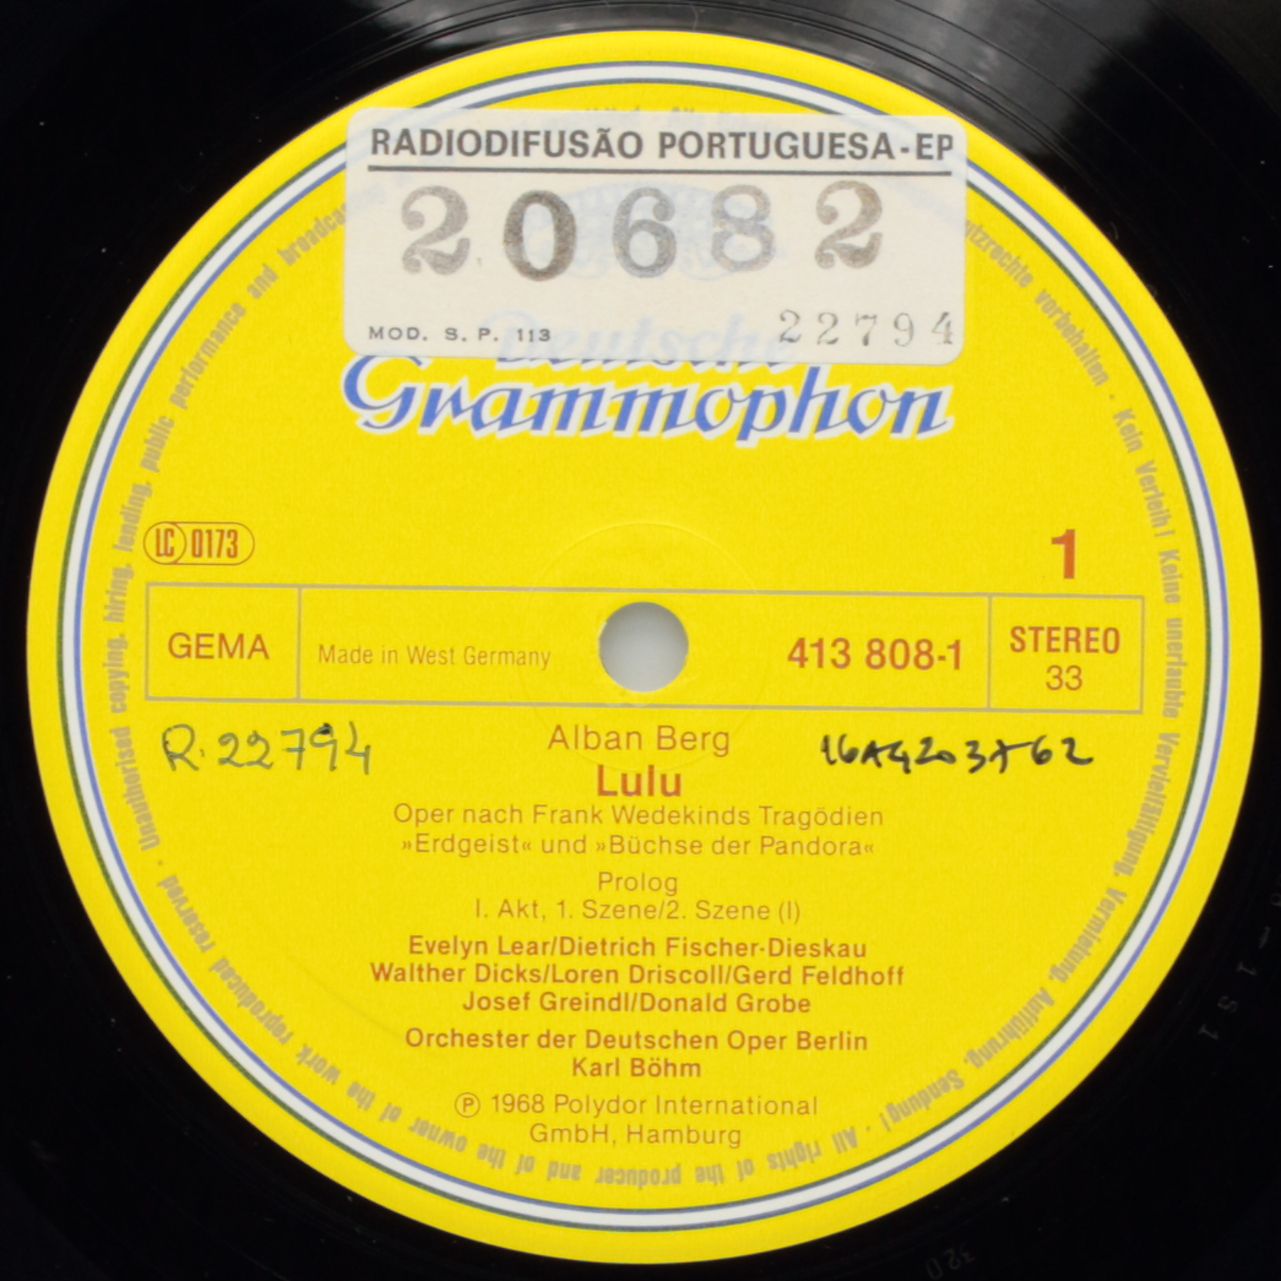 RADIODIFUSÃO PORTUGUESA-EP
20682
MOD. S. P. 113
22794
Deutsche
Grammophon
LC 0173
1
GEMA
Made in West Germany
413 808-1
STEREO
33
R. 22794
Alban Berg
Lulu
Oper nach Frank Wedekinds Tragödien
»Erdgeist« und »Büchse der Pandora«
Prolog
I. Akt, 1. Szene/2. Szene (I)
Evelyn Lear/Dietrich Fischer-Dieskau
Walther Dicks/Loren Driscoll/Gerd Feldhoff
Josef Greindl/Donald Grobe
Orchester der Deutschen Oper Berlin
Karl Böhm
Ⓟ 1968 Polydor International
GmbH, Hamburg
vorbehalten · Kein Verleih! Keine unerlaubte Vervielfältigung, Vermietung, Aufführung, Sendung! · All rights of the producer and of the owner of the work reproduced reserved · Unauthorised copying, hiring, lending, public performance and
320